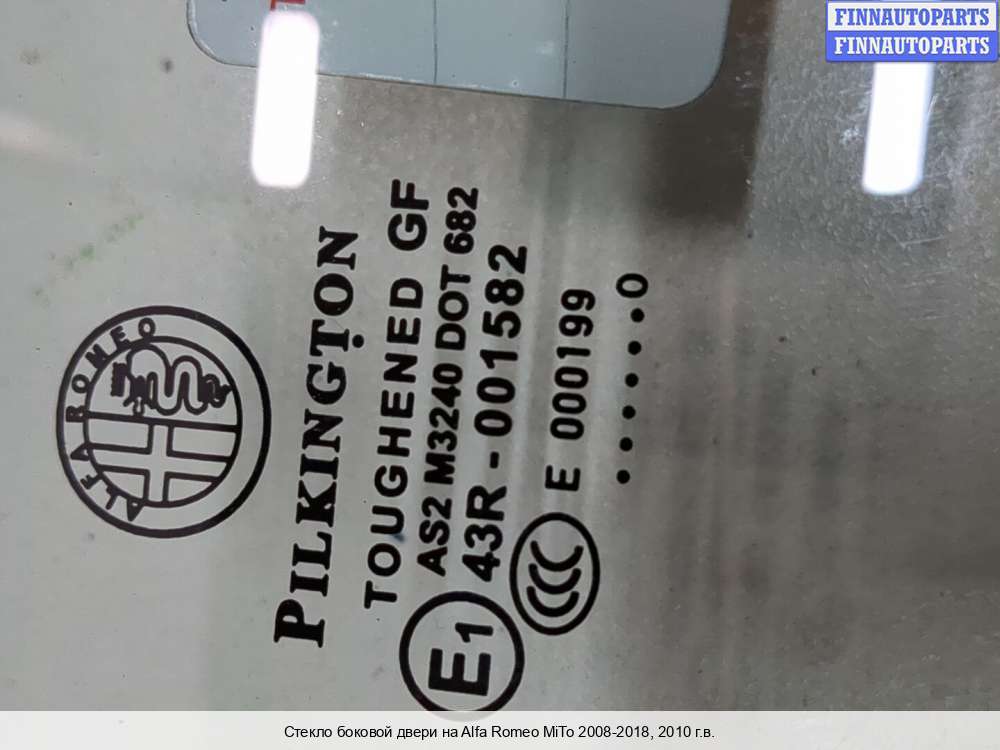 FINNAUTOPARTS
FINNAUTOPARTS
ALFA ROMEO
PILKINGTON
TOUGHENED GF
AS2 M3240 DOT 682
E1 43R-001582
CCC E 000199
.......0
Стекло боковой двери на Alfa Romeo MiTo 2008-2018, 2010 г.в.